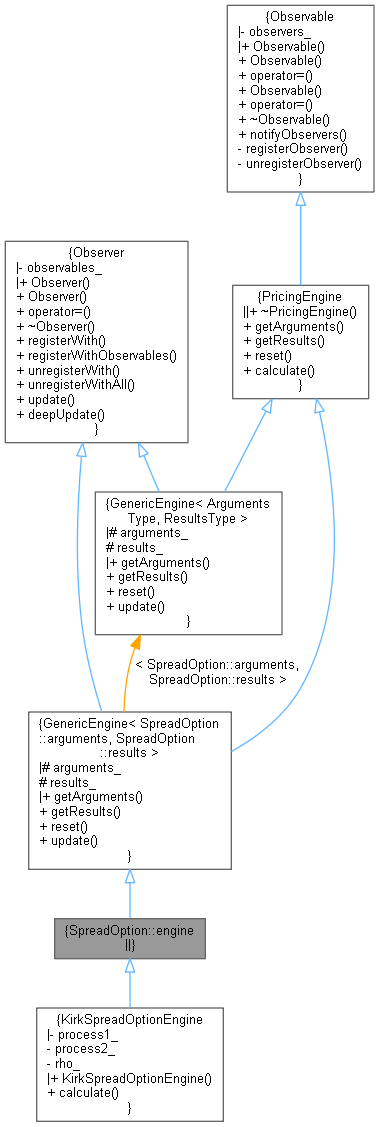 {Observable
|- observers_
|+ Observable()
+ Observable()
+ operator=()
+ Observable()
+ operator=()
+ ~Observable()
+ notifyObservers()
- registerObserver()
- unregisterObserver()
}
{Observer
|- observables_
|+ Observer()
+ Observer()
+ operator=()
+ ~Observer()
+ registerWith()
+ registerWithObservables()
+ unregisterWith()
+ unregisterWithAll()
+ update()
+ deepUpdate()
}
{PricingEngine
||+ ~PricingEngine()
+ getArguments()
+ getResults()
+ reset()
+ calculate()
}
{GenericEngine< Arguments
Type, ResultsType >
|# arguments_
# results_
|+ getArguments()
+ getResults()
+ reset()
+ update()
}
< SpreadOption::arguments,
SpreadOption::results >
{GenericEngine< SpreadOption
::arguments, SpreadOption
::results >
|# arguments_
# results_
|+ getArguments()
+ getResults()
+ reset()
+ update()
}
{SpreadOption::engine
||}
{KirkSpreadOptionEngine
|- process1_
- process2_
- rho_
|+ KirkSpreadOptionEngine()
+ calculate()
}